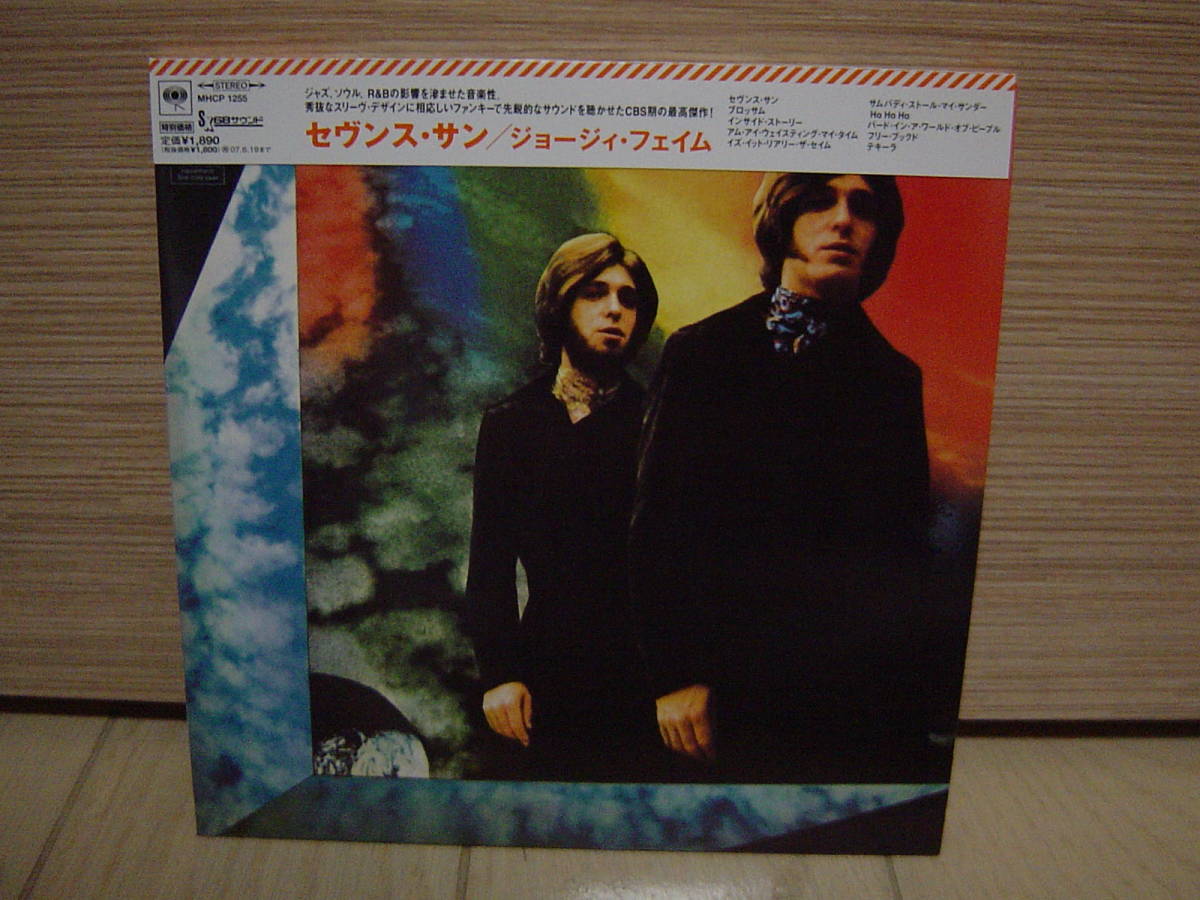 STEREO
MHCP 1255
特別価格
定価¥1,890
(税抜価格¥1,800) Ⓡ07.6.19まで
ジャズ、ソウル、R&Bの影響を滲ませた音楽性。
秀抜なスリーヴ・デザインに相応しいファンキーで先鋭的なサウンドを聴かせたCBS期の最高傑作!
セヴンス・サン/ジョージィ・フェイム
セヴンス・サン
ブロッサム
インサイド・ストーリー
アム・アイ・ウェイスティング・マイ・タイム
イズ・イット・リアリー・ザ・セイム
サムバディ・ストール・マイ・サンダー
Ho Ho Ho
バード・イン・ア・ワールド・オブ・ピープル
フリー・ブックド
テキーラ